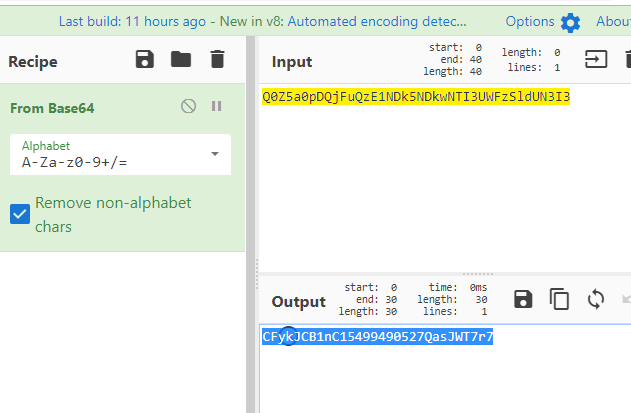 Last build: 11 hours ago - New in v8: Automated encoding detec... Options Abou
Recipe
From Base64
Alphabet
A-Za-z0-9+/=
Remove non-alphabet
chars
Input
start: 0
end: 40
length: 40
length: 0
lines: 1
Q0Z5a0pDQjFuQzE1NDk5NDkwNTI3UWFzSldUN3I3
Output
start: 0
end: 30
length: 30
time: 0ms
length: 30
lines: 1
CFykJCB1nC15499490527QasJWT7r7